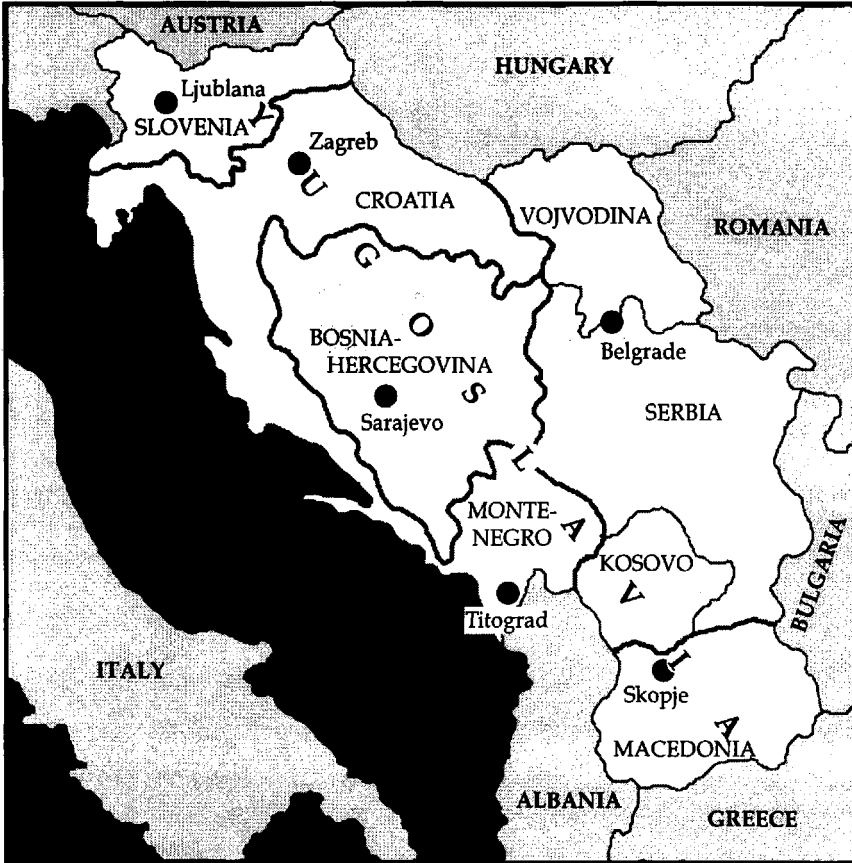 AUSTRIA
HUNGARY
Ljublana
SLOVENIA
Zagreb
CROATIA
VOJVODINA
ROMANIA
YUGOSLAVIA
BOSNIA-
HERCEGOVINA
Belgrade
Sarajevo
SERBIA
MONTE-
NEGRO
KOSOVO
BULGARIA
Titograd
ITALY
Skopje
MACEDONIA
ALBANIA
GREECE